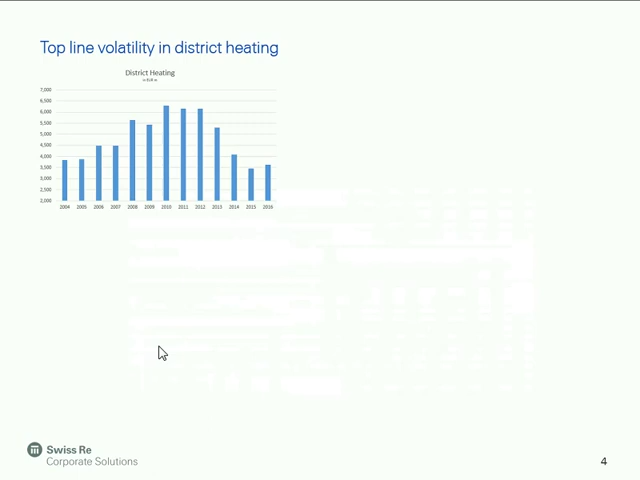 Top line volatility in district heating
District Heating
7,000
6,500
6,000
5,500
5,000
4,500
4,000
3,500
3,000
2,500
2,000
2004 2005 2006 2007 2008 2009 2010 2011 2012 2013 2014 2015 2016
Swiss Re
Corporate Solutions
4